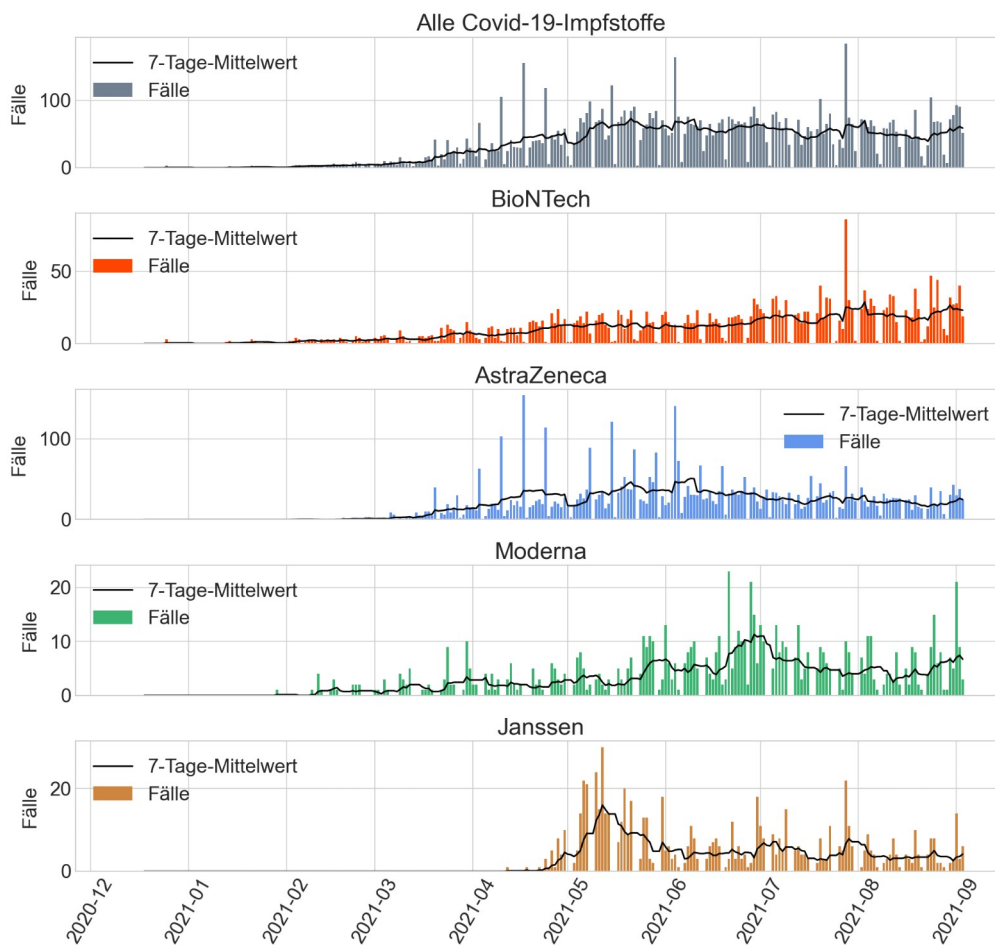 Alle Covid-19-Impfstoffe
7-Tage-Mittelwert
Fälle
Fälle
100
0
BioNTech
7-Tage-Mittelwert
Fälle
Fälle
50
0
AstraZeneca
7-Tage-Mittelwert
Fälle
Fälle
100
0
Moderna
7-Tage-Mittelwert
Fälle
Fälle
20
10
0
Janssen
7-Tage-Mittelwert
Fälle
Fälle
20
0
2020-12
2021-01
2021-02
2021-03
2021-04
2021-05
2021-06
2021-07
2021-08
2021-09